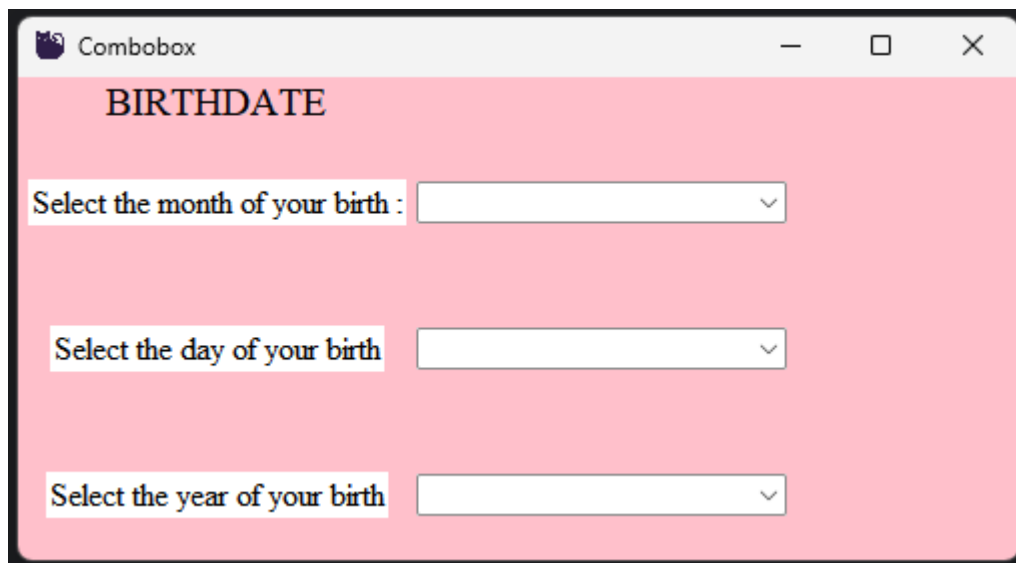 Combobox
BIRTHDATE
Select the month of your birth :
Select the day of your birth
Select the year of your birth